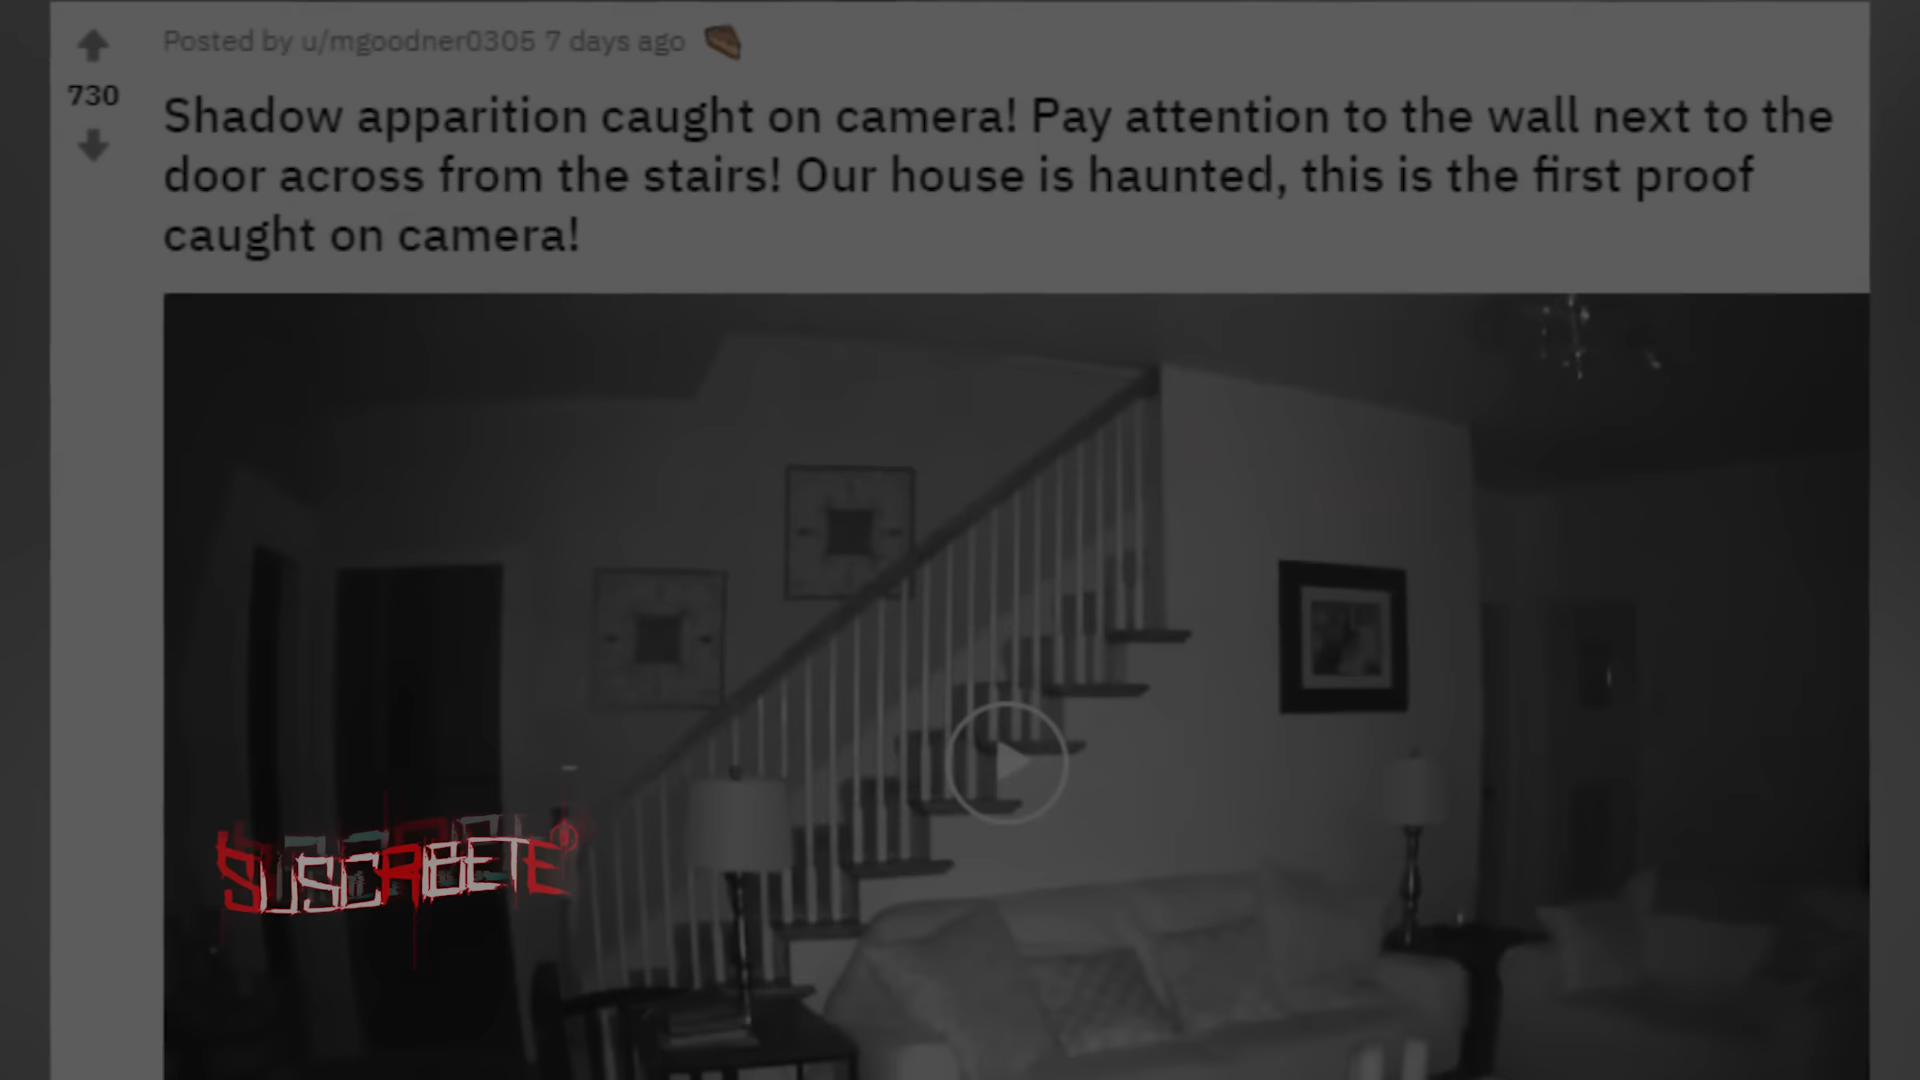 Posted by u/mgoodner0305 7 days ago
730
Shadow apparition caught on camera! Pay attention to the wall next to the
door across from the stairs! Our house is haunted, this is the first proof
caught on camera!
SUSCRIBETE